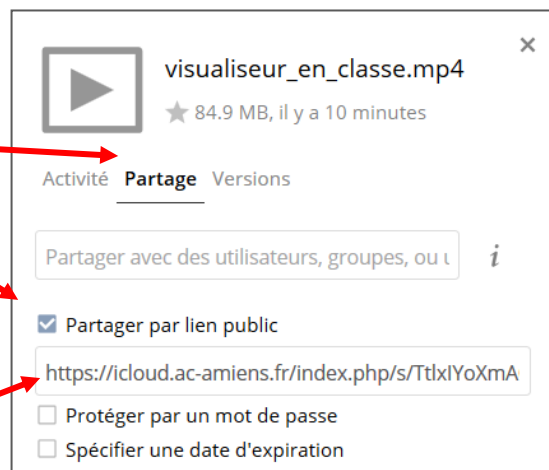 visualiseur_en_classe.mp4
84.9 MB, il y a 10 minutes
Activité Partage Versions
Partager avec des utilisateurs, groupes, ou
Partager par lien public
https://icloud.ac-amiens.fr/index.php/s/TtlxIYoXmA
Protéger par un mot de passe
Spécifier une date d'expiration